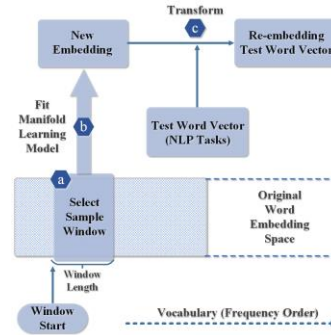 Transform
c
New
Embedding
Re-embedding
Test Word Vector
Fit
Manifold
Learning
Model
b
Test Word Vector
(NLP Tasks)
a
Select
Sample
Window
Original
Word
Embedding
Space
Window
Length
Window
Start
Vocabulary (Frequency Order)